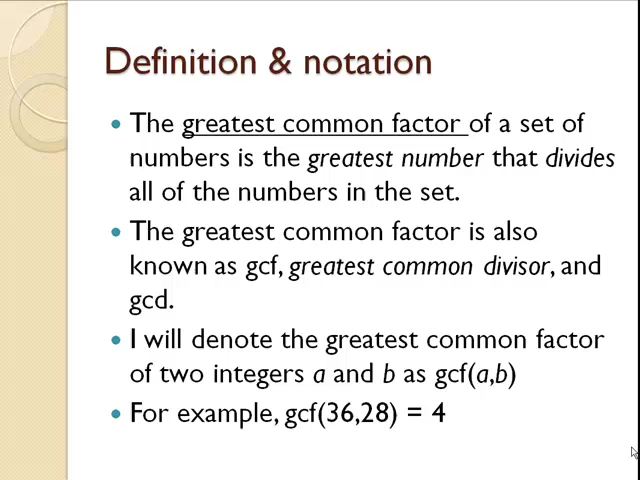 Definition & notation
The greatest common factor of a set of
numbers is the greatest number that divides
all of the numbers in the set.
The greatest common factor is also
known as gcf, greatest common divisor, and
gcd.
I will denote the greatest common factor
of two integers a and b as gcf(a,b)
For example, gcf(36,28) = 4